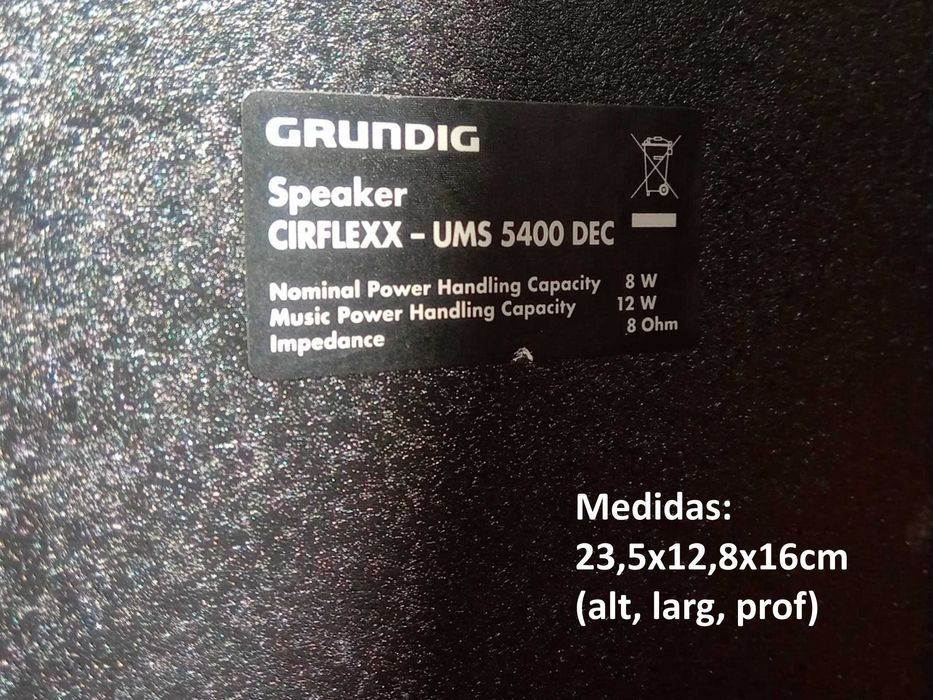 GRUNDIG
Speaker
CIRFLEXX – UMS 5400 DEC
Nominal Power Handling Capacity 8 W
Music Power Handling Capacity 12 W
Impedance 8 Ohm
Medidas:
23,5x12,8x16cm
(alt, larg, prof)